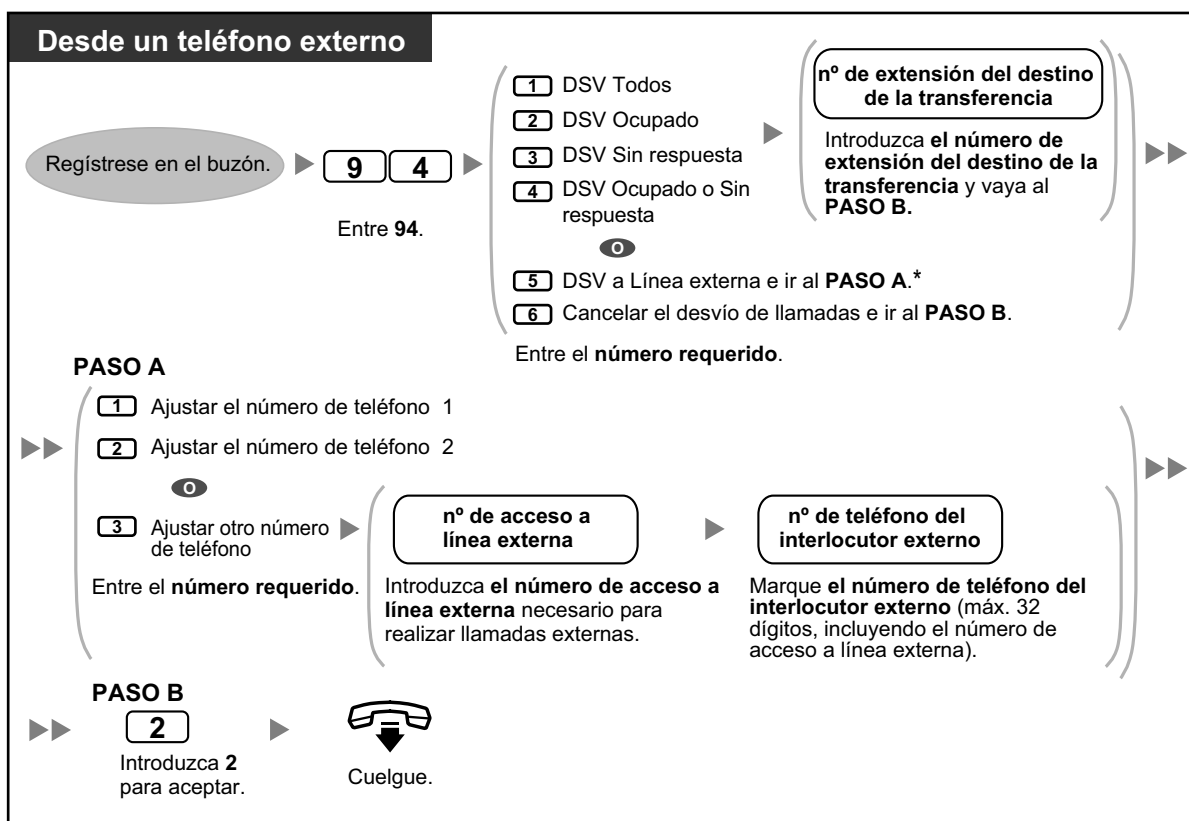 Desde un teléfono externo
Regístrese en el buzón.
9 4
Entre 94.
1 DSV Todos
2 DSV Ocupado
3 DSV Sin respuesta
4 DSV Ocupado o Sin
respuesta
O
5 DSV a Línea externa e ir al PASO A.*
6 Cancelar el desvío de llamadas e ir al PASO B.
Entre el número requerido.
nº de extensión del destino
de la transferencia
Introduzca el número de
extensión del destino de la
transferencia y vaya al
PASO B.
PASO A
1 Ajustar el número de teléfono 1
2 Ajustar el número de teléfono 2
O
3 Ajustar otro número
de teléfono
Entre el número requerido.
nº de acceso a
línea externa
Introduzca el número de acceso a
línea externa necesario para
realizar llamadas externas.
nº de teléfono del
interlocutor externo
Marque el número de teléfono del
interlocutor externo (máx. 32
dígitos, incluyendo el número de
acceso a línea externa).
PASO B
2
Introduzca 2
para aceptar.
Cuelgue.